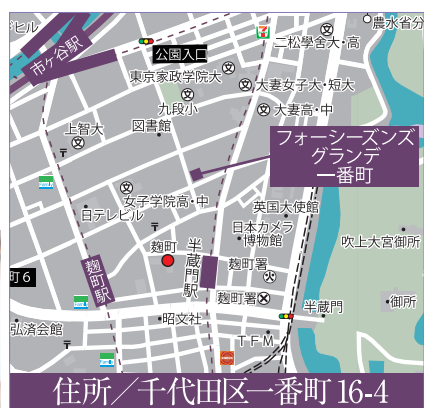 ドヒル
農水省分
市ヶ谷駅
公園入口
二松學舍大・高
東京家政学院大
大妻女子大・短大
九段小
大妻高・中
上智大
図書館
フォーシーズンズ
グランデ
一番町
女子学院高・中
日テレビル
英国大使館
日本カメラ
博物館
吹上大宮御所
麹町
半蔵門駅
麹町駅
麹町署
町6
麹町署
半蔵門
御所
弘済会館
昭文社
TFM
住所／千代田区一番町16-4